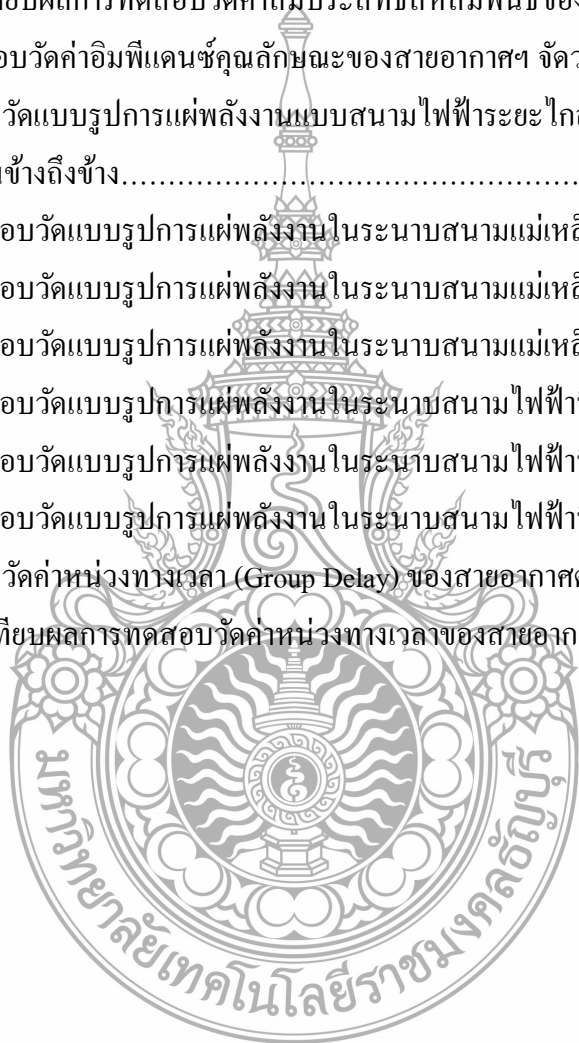 ยบผลการทดสอบวัดค่าสัมประสิทธิ์สหสัมพันธ์ของ
อบวัดค่าอิมพีแดนซ์คุณลักษณะของสายอากาศฯ จัดว
วัดแบบรูปการแผ่พลังงานแบบสนามไฟฟ้าระยะไกล
นข้างถึงข้าง
อบวัดแบบรูปการแผ่พลังงานในระนาบสนามแม่เหล็
อบวัดแบบรูปการแผ่พลังงานในระนาบสนามแม่เหล็
อบวัดแบบรูปการแผ่พลังงานในระนาบสนามแม่เหล็
อบวัดแบบรูปการแผ่พลังงานในระนาบสนามไฟฟ้าท
อบวัดแบบรูปการแผ่พลังงานในระนาบสนามไฟฟ้าท
อบวัดแบบรูปการแผ่พลังงานในระนาบสนามไฟฟ้าท
วัดค่าหน่วงทางเวลา (Group Delay) ของสายอากาศต
ทียบผลการทดสอบวัดค่าหน่วงทางเวลาของสายอาก
มหาวิทยาลัยเทคโนโลยีราชมงคลธัญบุรี